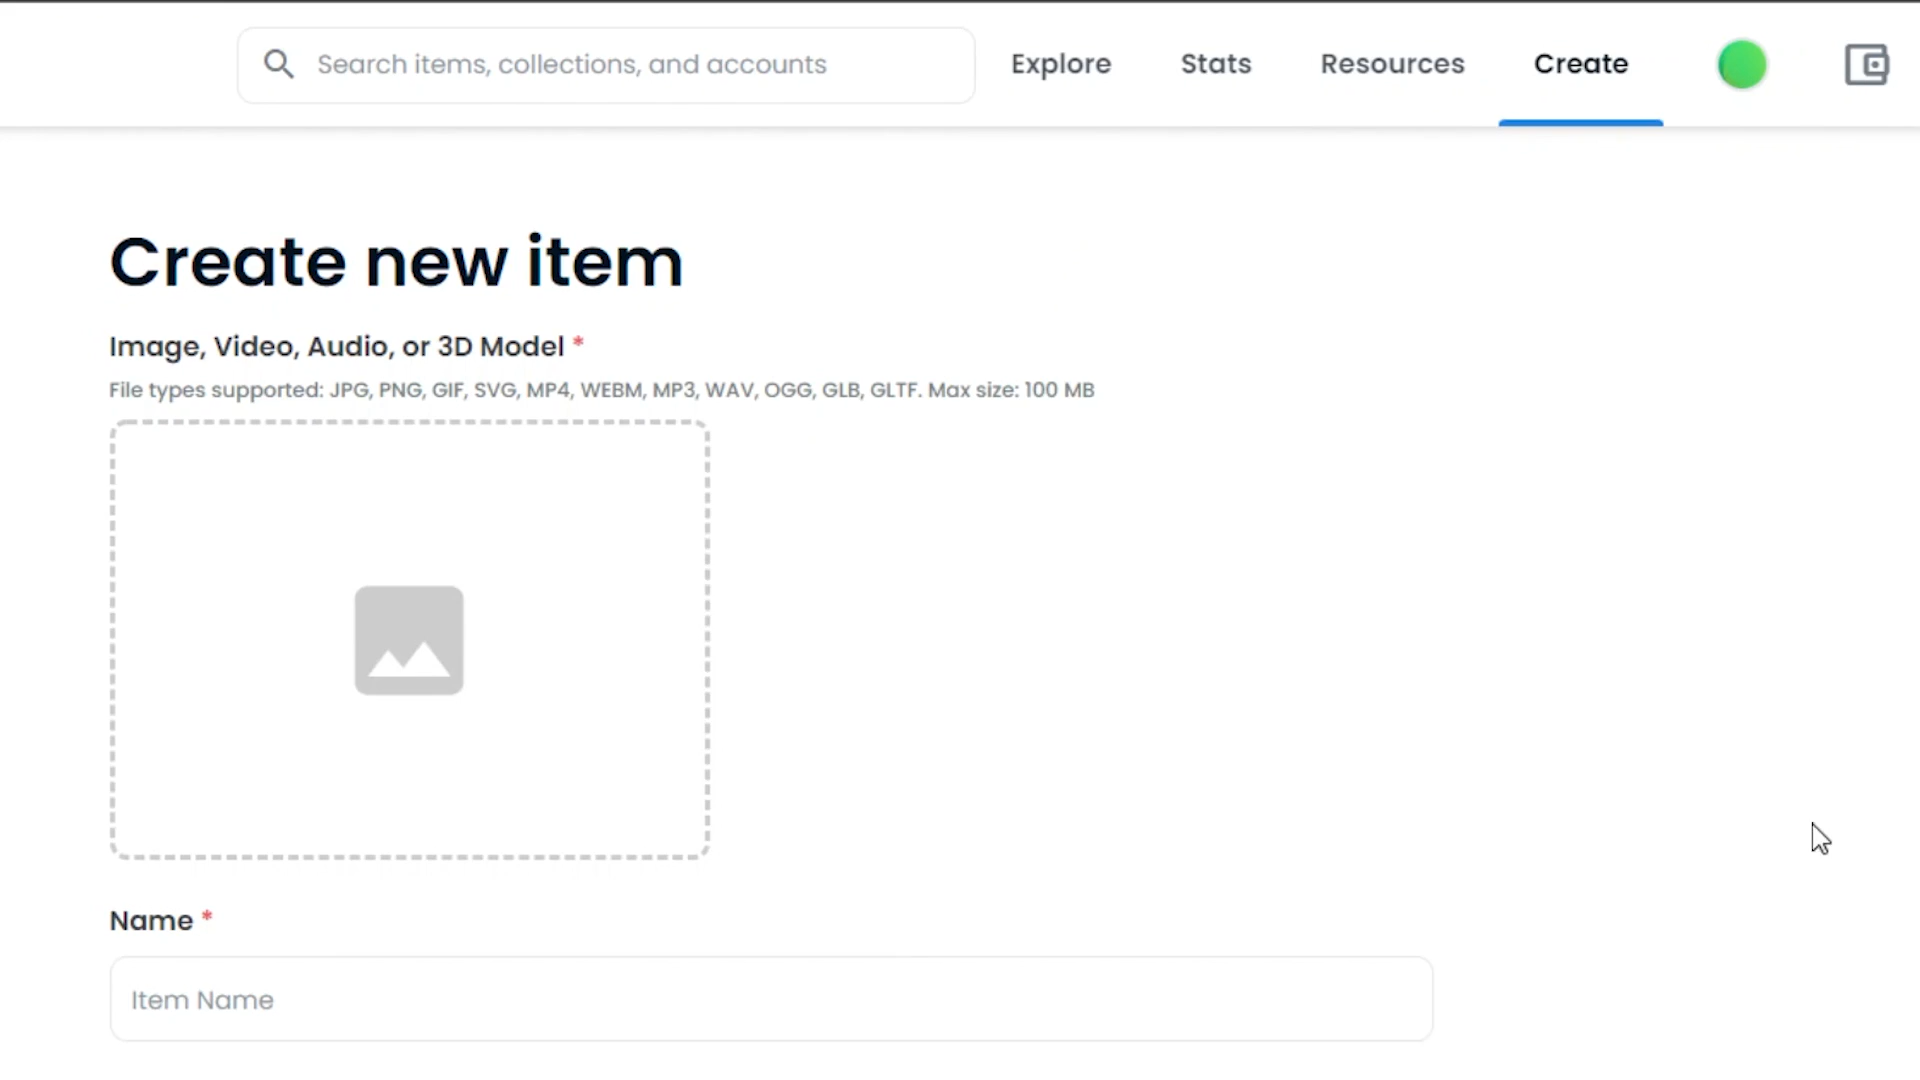 Search items, collections, and accounts
Explore
Stats
Resources
Create
Create new item
Image, Video, Audio, or 3D Model *
File types supported: JPG, PNG, GIF, SVG, MP4, WEBM, MP3, WAV, OGG, GLB, GLTF. Max size: 100 MB
Name *
Item Name